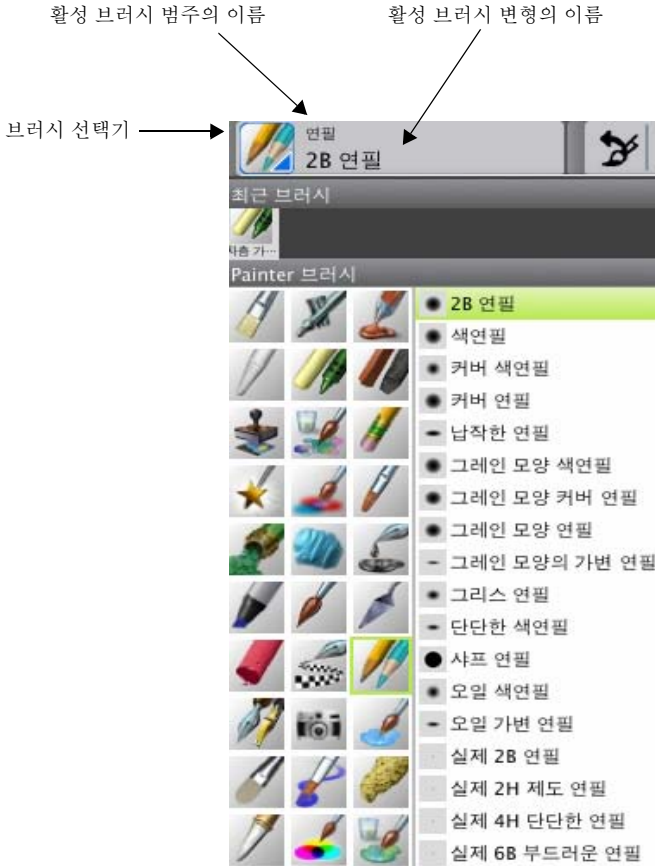 활성 브러시 범주의 이름
활성 브러시 변형의 이름
브러시 선택기
연필
2B 연필
최근 브러시
Painter 브러시
2B 연필
색연필
커버 색연필
커버 연필
납작한 연필
그레인 모양 색연필
그레인 모양 커버 연필
그레인 모양 연필
그레인 모양의 가변 연필
그리스 연필
단단한 색연필
샤프 연필
오일 색연필
오일 가변 연필
실제 2B 연필
실제 2H 제도 연필
실제 4H 단단한 연필
실제 6B 부드러운 연필